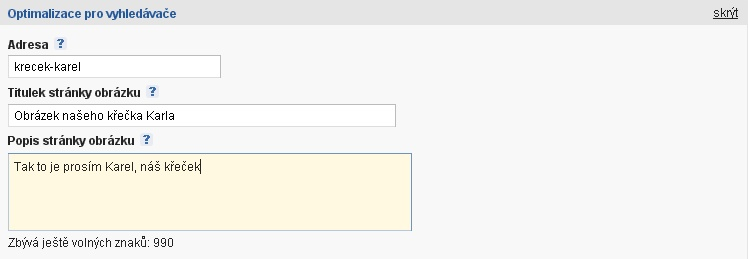 Optimalizace pro vyhledávače skrýt
Adresa ?
krecek-karel
Titulek stránky obrázku ?
Obrázek našeho křečka Karla
Popis stránky obrázku ?
Tak to je prosím Karel, náš křeček
Zbývá ještě volných znaků: 990